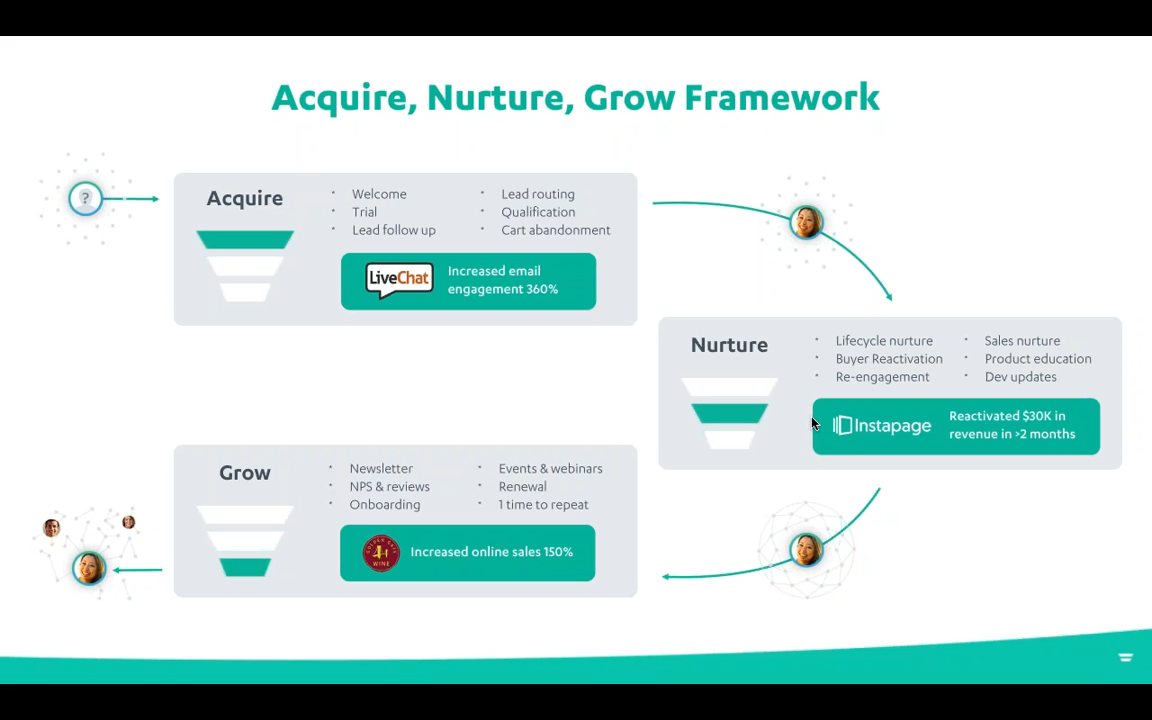 Acquire, Nurture, Grow Framework
?
Acquire
• Welcome
• Trial
• Lead follow up
• Lead routing
• Qualification
• Cart abandonment
LiveChat
Increased email
engagement 360%
Nurture
• Lifecycle nurture
• Buyer Reactivation
• Re-engagement
• Sales nurture
• Product education
• Dev updates
Instapage
Reactivated $30K in
revenue in >2 months
Grow
• Newsletter
• NPS & reviews
• Onboarding
• Events & webinars
• Renewal
• 1 time to repeat
WINE
Increased online sales 150%